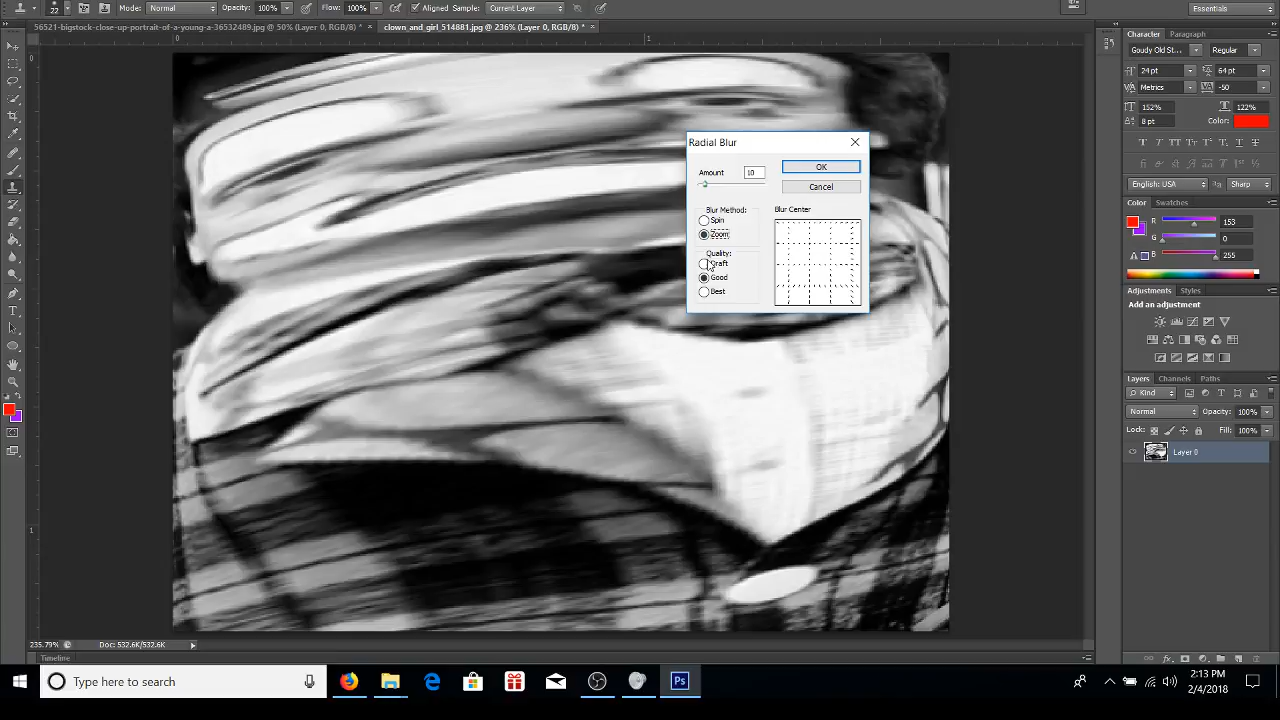 22
Mode: Normal
Opacity: 100%
Flow: 100%
Aligned Sample: Current Layer
Essentials
56521-bigstock-close-up-portrait-of-a-young-a-36532489.jpg @ 50% (Layer 0, RGB/8) * ×
clown_and_girl_514881.jpg @ 236% (Layer 0, RGB/8) * ×
0
1
0
1
Radial Blur
Amount 10
OK
Cancel
Blur Method:
Spin
Zoom
Blur Center
Quality:
Draft
Good
Best
Character Paragraph
Goudy Old St... Regular
24 pt 64 pt
Metrics -50
152% 122%
8 pt Color:
English: USA Sharp
Color Swatches
R 153
G 0
B 255
Adjustments Styles
Add an adjustment
Layers Channels Paths
Kind
Normal Opacity: 100%
Lock: Fill: 100%
Layer 0
235.79% Doc: 532.6K/532.6K
Timeline
Type here to search
Ps
2:13 PM
2/4/2018